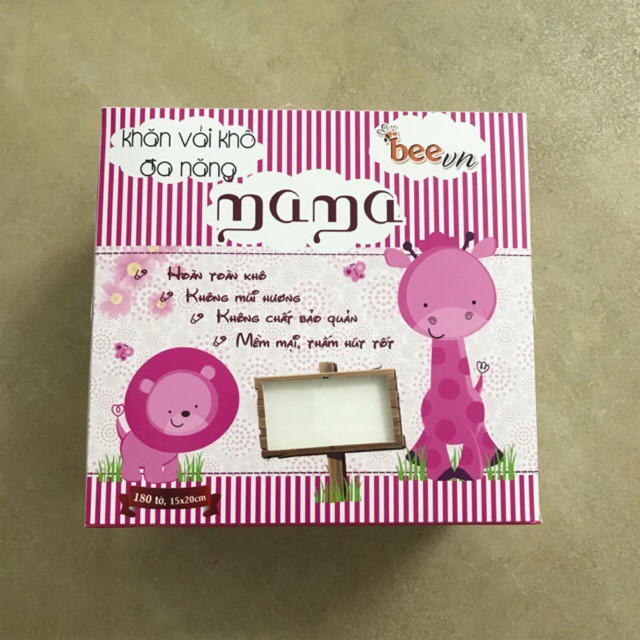 Khăn vải khô
đa năng
beevn
mama
Hoàn toàn khô
Không mùi hương
Không chất bảo quản
Mềm mại, thấm hút tốt
180 tờ, 15x20cm